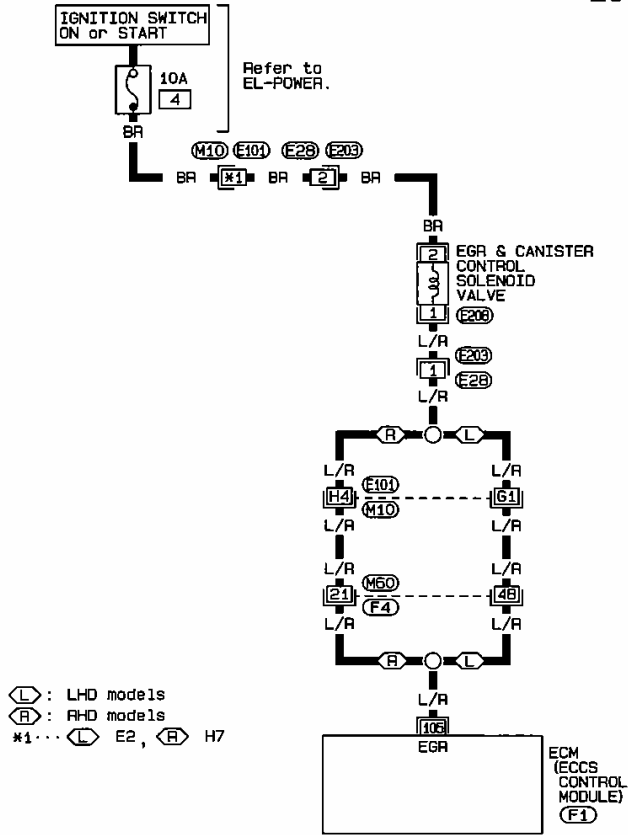 IGNITION SWITCH
ON or START
10A
4
Refer to
EL-POWER.
BR
M10 E101 E28 E203
BR *1 BR 2 BR
BR
2
EGR & CANISTER
CONTROL
SOLENOID
VALVE
1
E208
L/R
E203
1
E28
L/R
R L
L/R L/R
H4 E101 G1
M10
L/R L/R
L/R L/R
21 M60 48
F4
L/R L/R
R L
L/R
105
EGR
ECM
(ECCS
CONTROL
MODULE)
F1
L : LHD models
R : RHD models
*1··· L E2, R H7